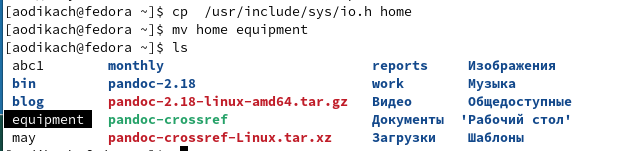 [aodikach@fedora ~]$ cp  /usr/include/sys/io.h home
[aodikach@fedora ~]$ mv home equipment
[aodikach@fedora ~]$ ls
abc1 monthly reports Изображения
bin pandoc-2.18 work Музыка
blog pandoc-2.18-linux-amd64.tar.gz Видео Общедоступные
equipment pandoc-crossref Документы 'Рабочий стол'
may pandoc-crossref-Linux.tar.xz Загрузки Шаблоны